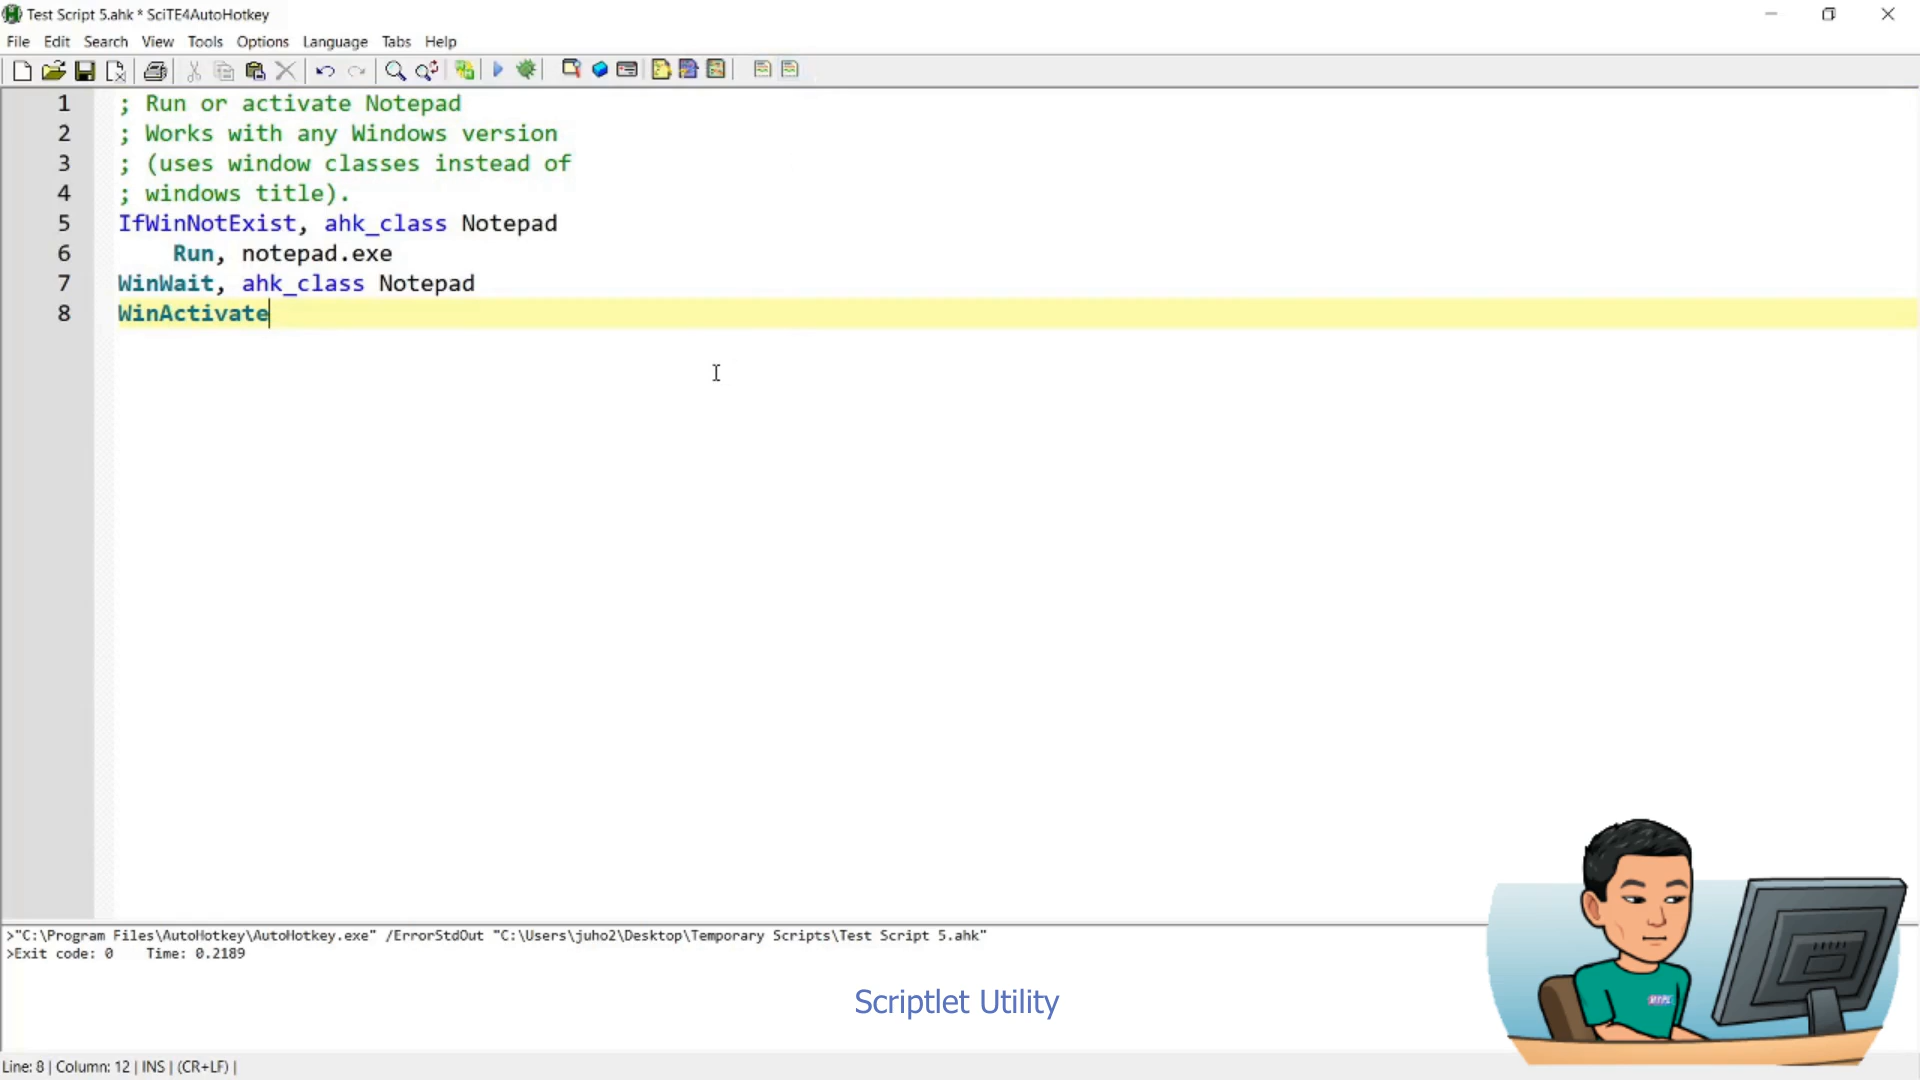 Test Script 5.ahk * SciTE4AutoHotkey
File Edit Search View Tools Options Language Tabs Help
1 ; Run or activate Notepad
2 ; Works with any Windows version
3 ; (uses window classes instead of
4 ; windows title).
5 IfWinNotExist, ahk_class Notepad
6 Run, notepad.exe
7 WinWait, ahk_class Notepad
8 WinActivate
>"C:\Program Files\AutoHotkey\AutoHotkey.exe" /ErrorStdOut "C:\Users\juho2\Desktop\Temporary Scripts\Test Script 5.ahk"
>Exit code: 0 Time: 0.2189
Scriptlet Utility
Line: 8 | Column: 12 | INS | (CR+LF) |